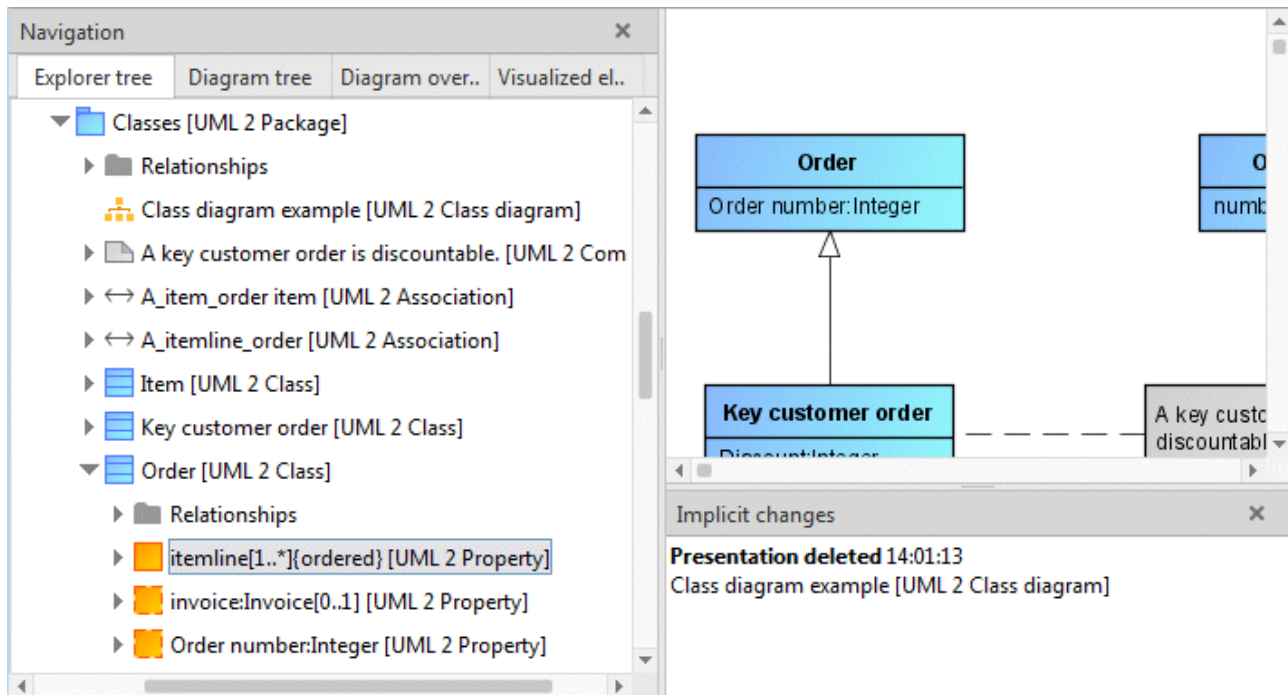 Navigation
Explorer tree
Diagram tree
Diagram over..
Visualized el..
Classes [UML 2 Package]
Relationships
Class diagram example [UML 2 Class diagram]
A key customer order is discountable. [UML 2 Com
A_item_order item [UML 2 Association]
A_itemline_order [UML 2 Association]
Item [UML 2 Class]
Key customer order [UML 2 Class]
Order [UML 2 Class]
Relationships
itemline[1..*]{ordered} [UML 2 Property]
invoice:Invoice[0..1] [UML 2 Property]
Order number:Integer [UML 2 Property]
Order
Order number:Integer
O
numb
Key customer order
Discount:Integer
A key custo
discountabl
Implicit changes
Presentation deleted 14:01:13
Class diagram example [UML 2 Class diagram]